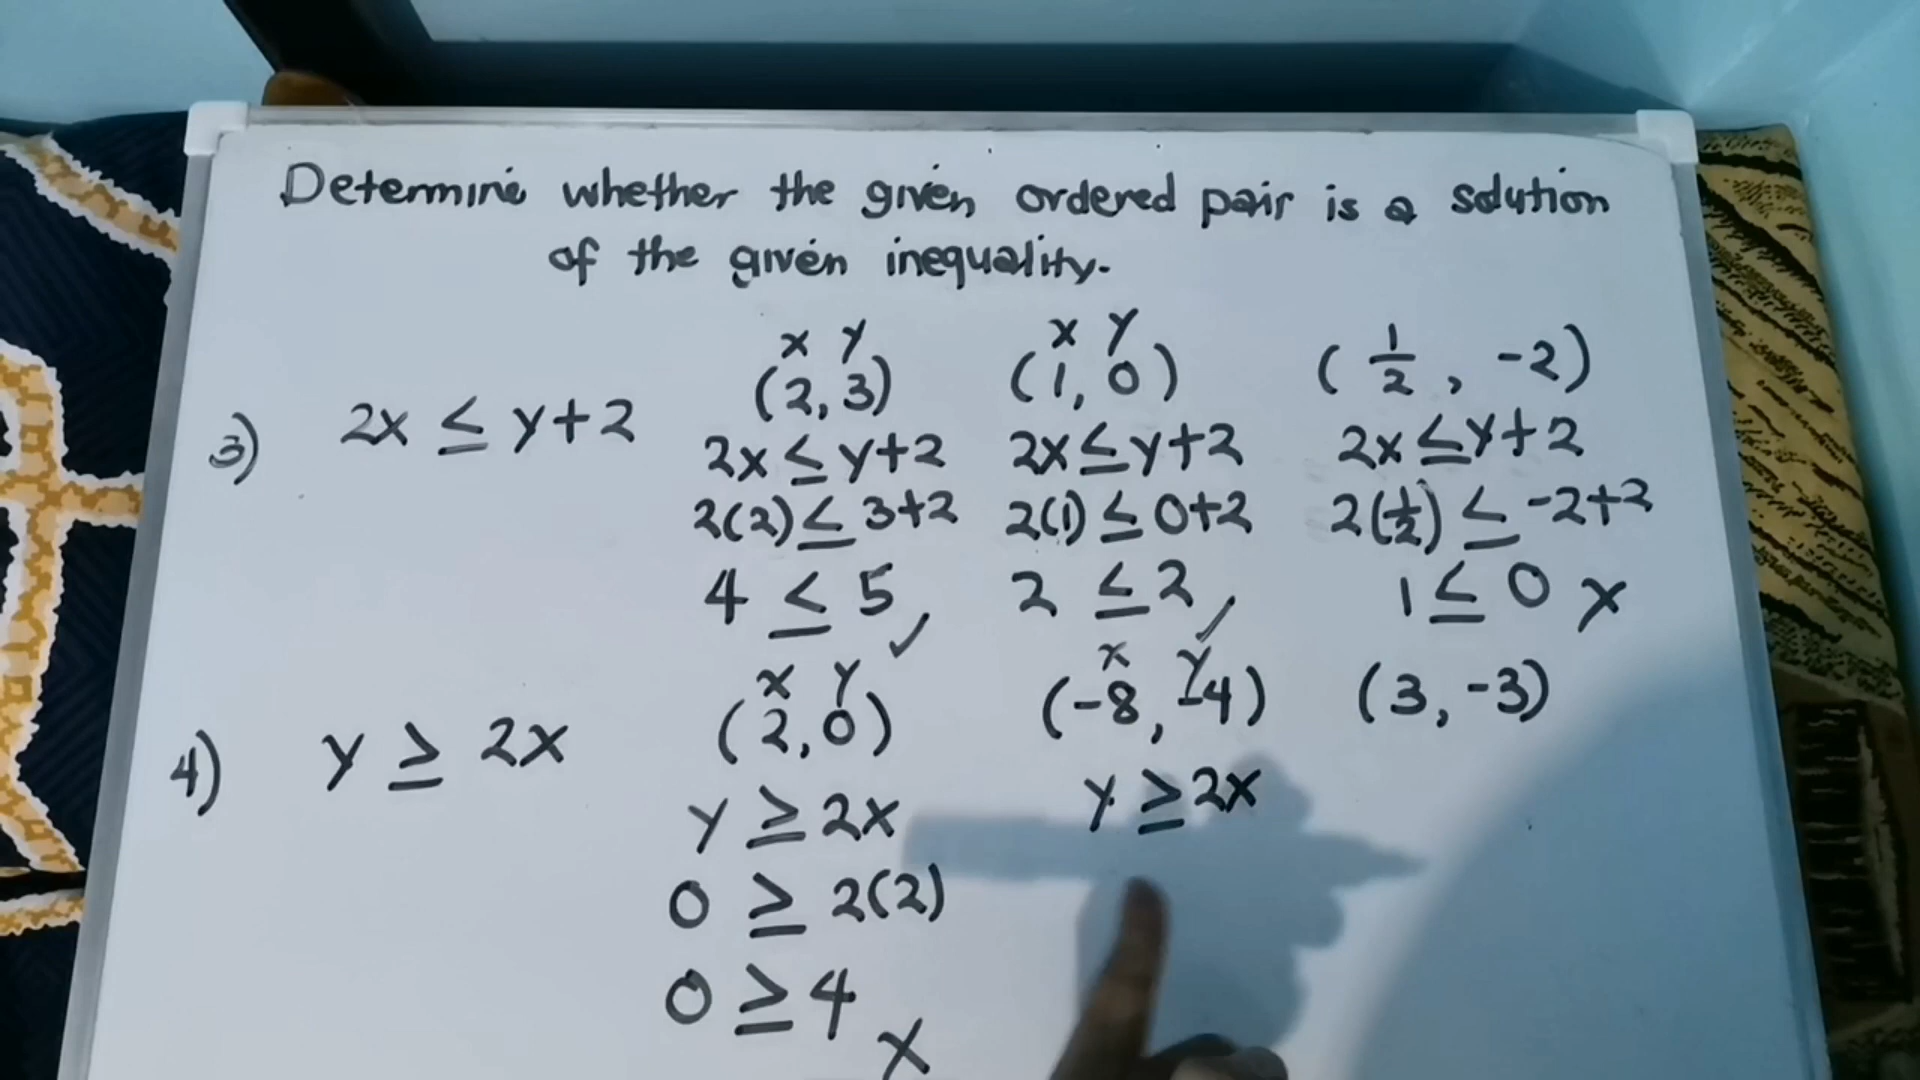 Determine whether the given ordered pair is a solution
of the given inequality.
x y x y
3) 2x ≤ y+2 (2,3) (1,0) (1/2, -2)
2x ≤ y+2 2x ≤ y+2 2x ≤ y+2
2(2) ≤ 3+2 2(1) ≤ 0+2 2(1/2) ≤ -2+2
4 ≤ 5 ✓ 2 ≤ 2 ✓ 1 ≤ 0 x
x y x y
4) y ≥ 2x (2,0) (-8, -4) (3, -3)
y ≥ 2x y ≥ 2x
0 ≥ 2(2)
0 ≥ 4 x